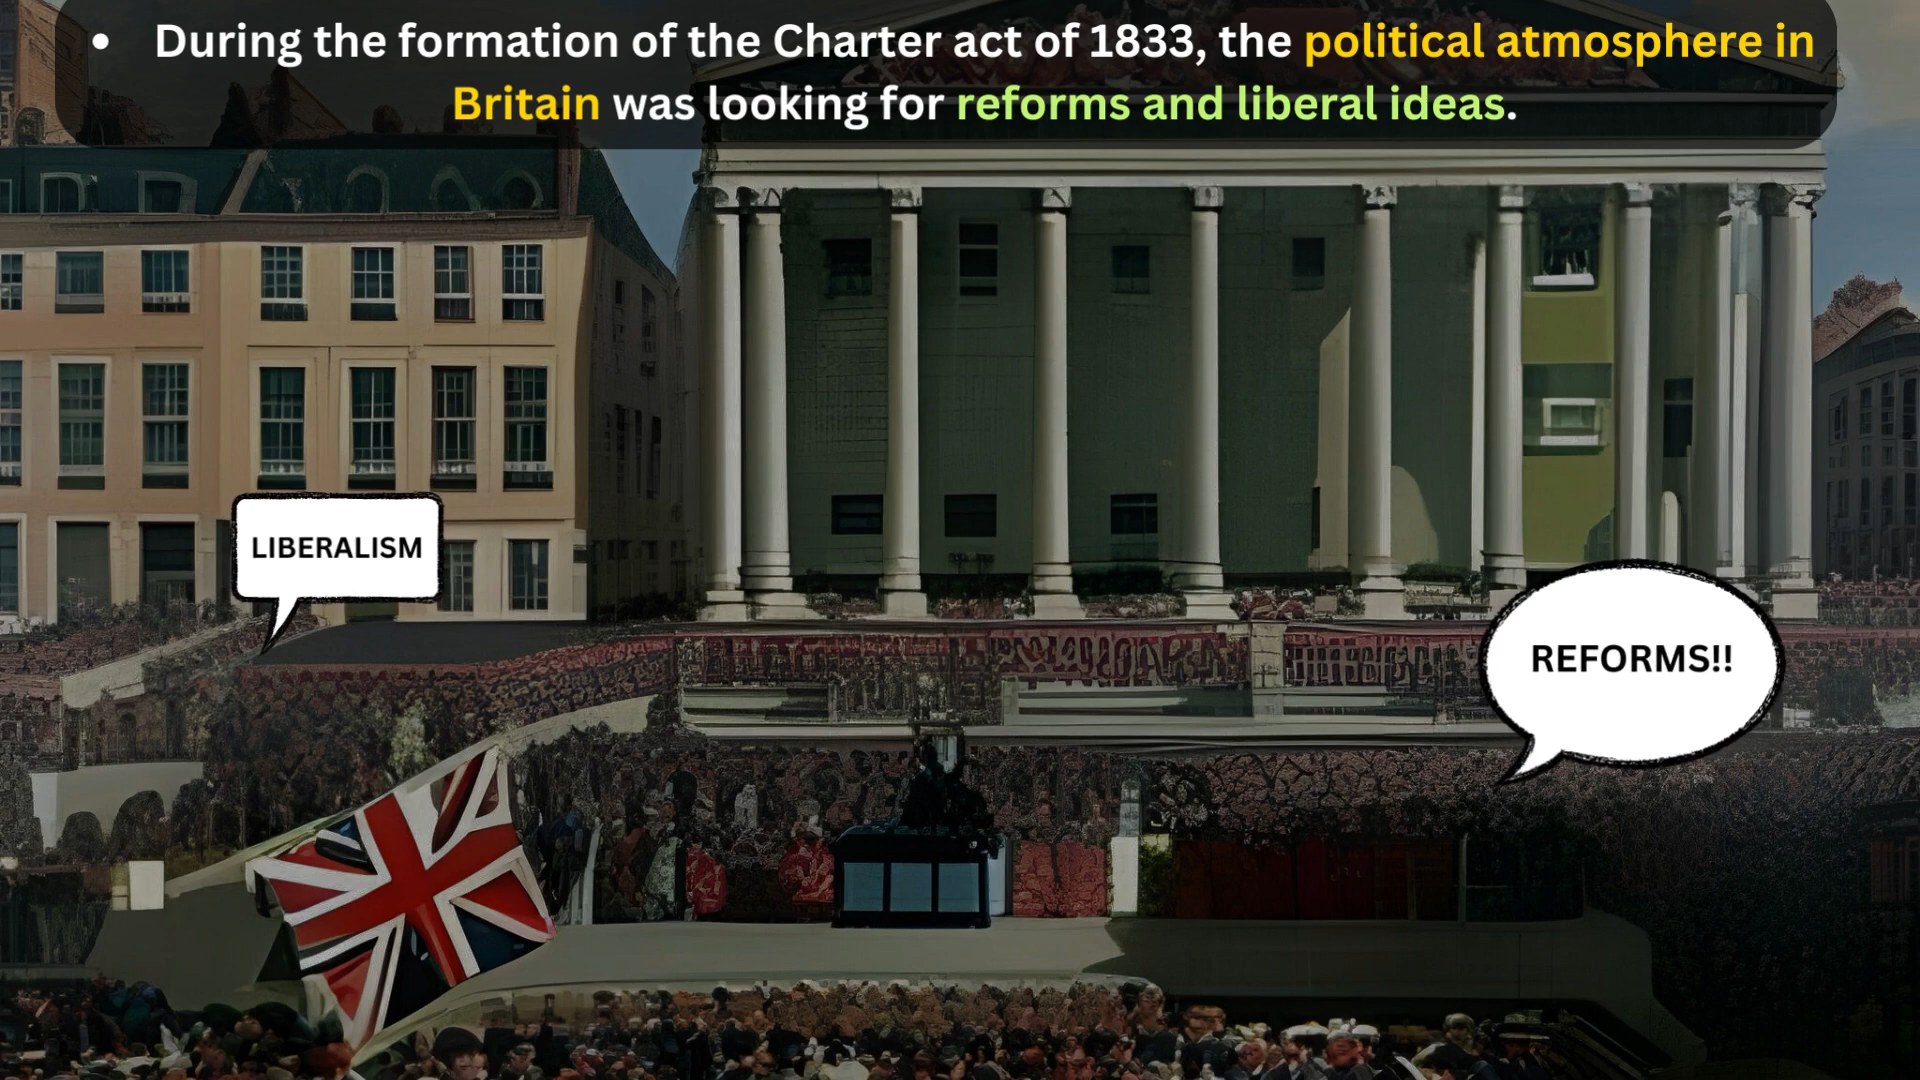 • During the formation of the Charter act of 1833, the political atmosphere in
Britain was looking for reforms and liberal ideas.
LIBERALISM
REFORMS!!